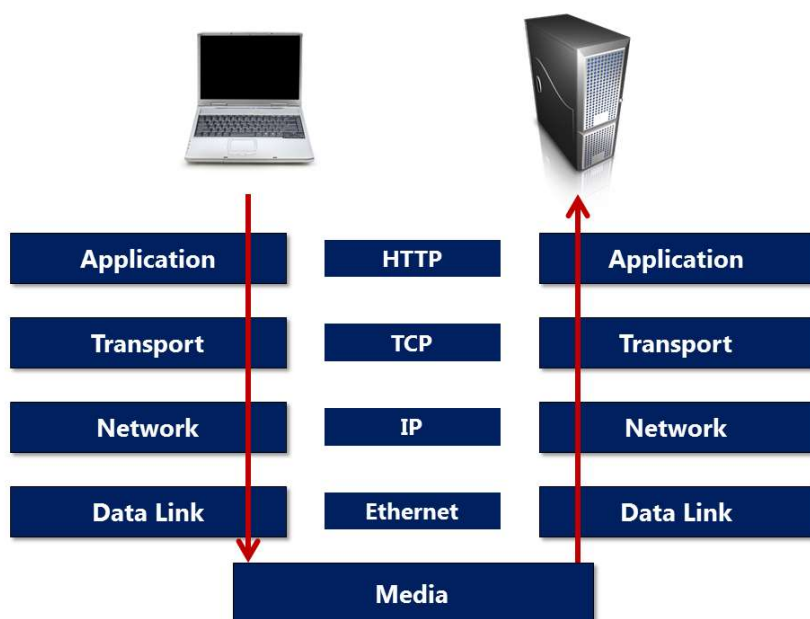 Application HTTP Application
Transport TCP Transport
Network IP Network
Data Link Ethernet Data Link
Media